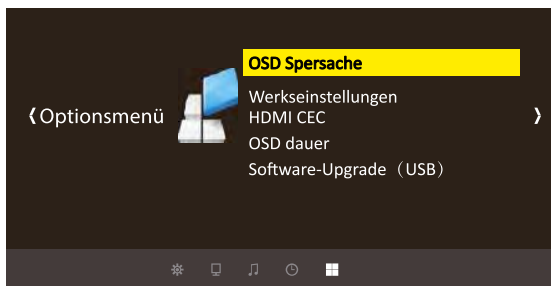 OSD Spersache
Optionsmenü
Werkseinstellungen
HDMI CEC
OSD dauer
Software-Upgrade（USB）